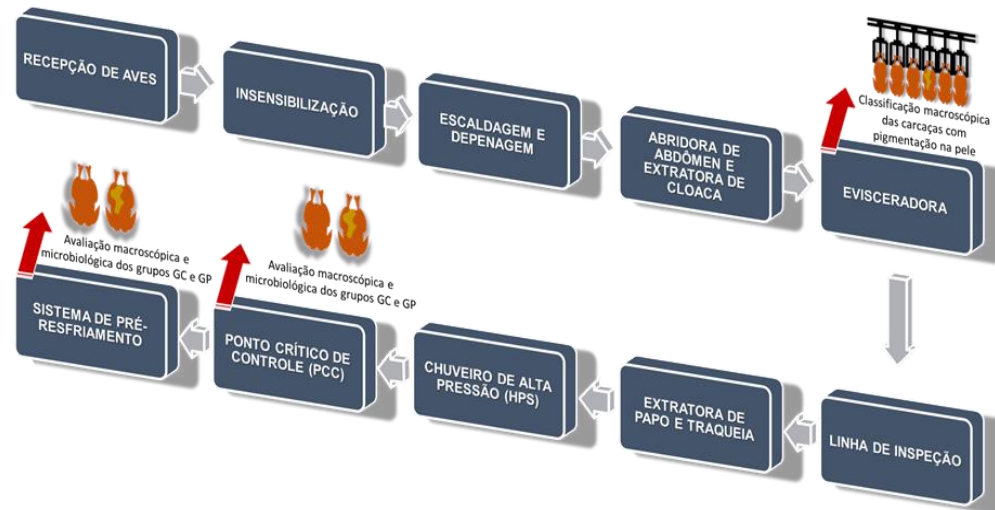 RECEPÇÃO DE AVES
INSENSIBILIZAÇÃO
ESCALDAGEM E
DEPENAGEM
ABRIDORA DE
ABDÔMEN E
EXTRATORA DE
CLOACA
Classificação macroscópica
das carcaças com
pigmentação na pele
EVISCERADORA
LINHA DE INSPEÇÃO
EXTRATORA DE
PAPO E TRAQUEIA
CHUVEIRO DE ALTA
PRESSÃO (HPS)
Avaliação macroscópica e
microbiológica dos grupos GC e GP
PONTO CRÍTICO DE
CONTROLE (PCC)
Avaliação macroscópica e
microbiológica dos grupos GC e GP
SISTEMA DE PRÉ-
RESFRIAMENTO